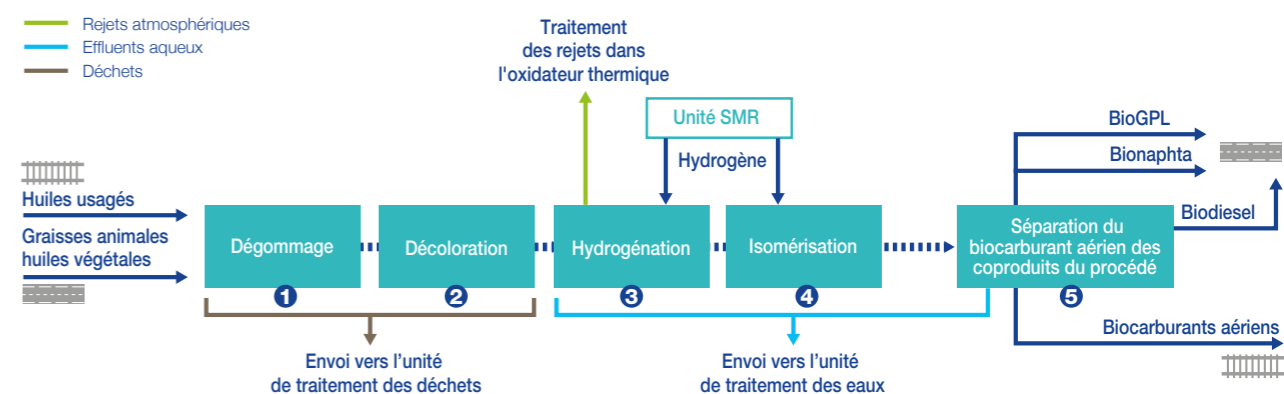 Rejets atmosphériques
Effluents aqueux
Déchets
Traitement
des rejets dans
l'oxidateur thermique
Unité SMR
Hydrogène
BioGPL
Bionaphta
Biodiesel
Huiles usagés
Graisses animales
huiles végétales
Dégommage
Décoloration
Hydrogénation
Isomérisation
Séparation du
biocarburant aérien des
coproduits du procédé
1
2
3
4
5
Biocarburants aériens
Envoi vers l'unité
de traitement des déchets
Envoi vers l'unité
de traitement des eaux